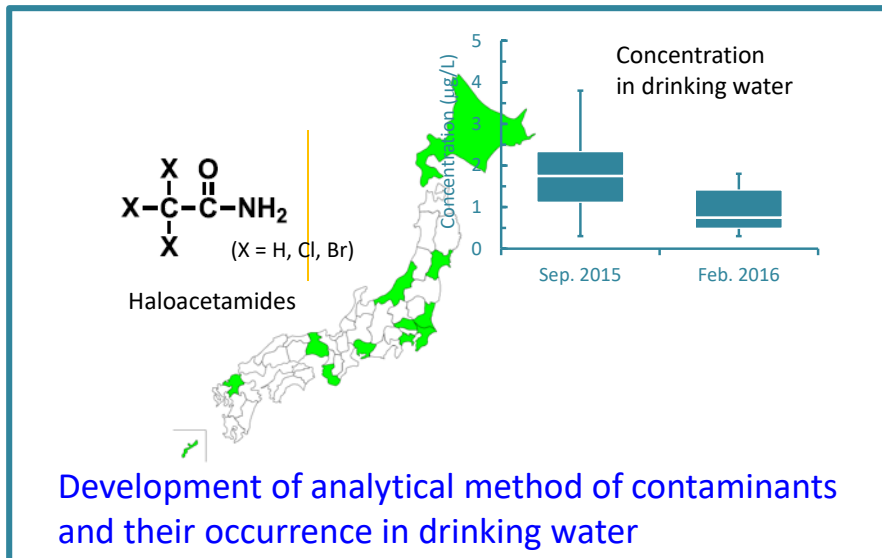 5
4
3
2
1
0
Concentration (µg/L)
Concentration
in drinking water
Sep. 2015
Feb. 2016
X O
X–C–C–NH₂
X
(X = H, Cl, Br)
Haloacetamides
Development of analytical method of contaminants
and their occurrence in drinking water